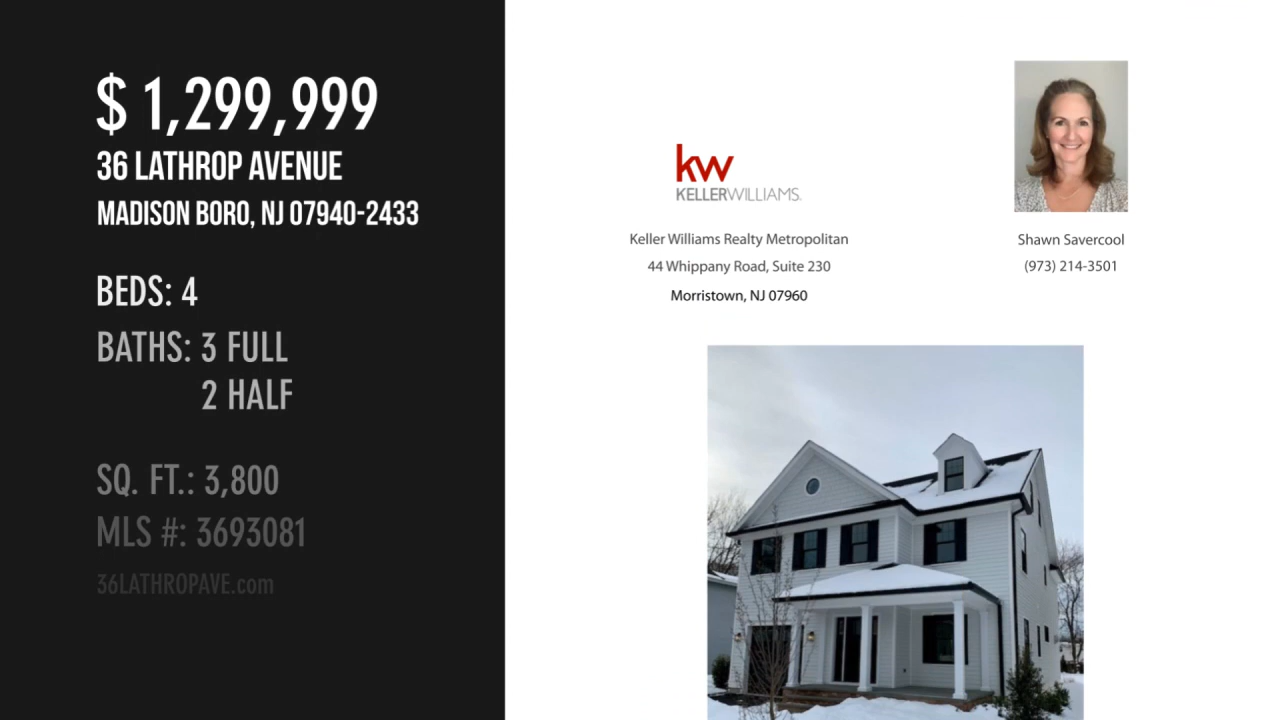 $ 1,299,999
36 LATHROP AVENUE
MADISON BORO, NJ 07940-2433
BEDS: 4
BATHS: 3 FULL
2 HALF
SQ. FT.: 3,800
MLS #: 3693081
36LATHROPAVE.com
kw
KELLERWILLIAMS.
Keller Williams Realty Metropolitan
44 Whippany Road, Suite 230
Morristown, NJ 07960
Shawn Savercool
(973) 214-3501